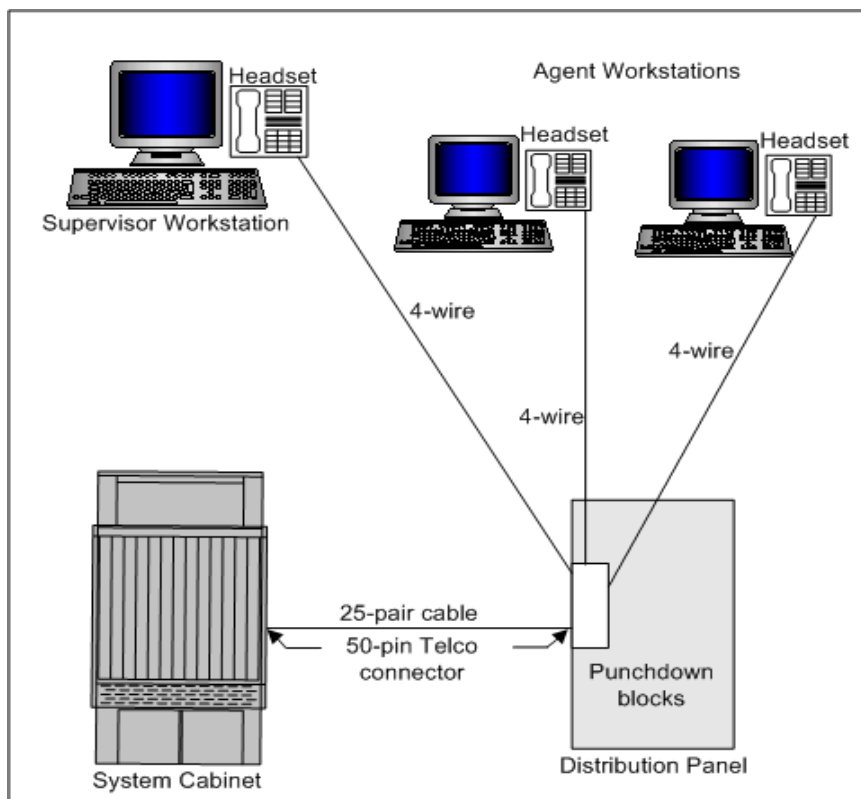 Headset
Agent Workstations
Headset
Headset
Supervisor Workstation
4-wire
4-wire
4-wire
25-pair cable
50-pin Telco
connector
Punchdown
blocks
System Cabinet
Distribution Panel